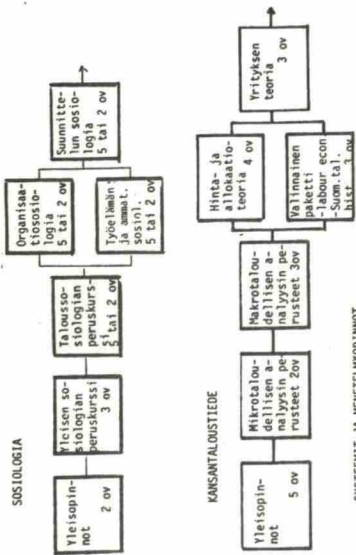 SOSIOLOGIA
Yleisopin-
not
2 ov
Yleisen so-
siologian
peruskurssi
3 ov
Talousso-
siologian
peruskurs-
si
5 tai 2 ov
Organisaa-
tiososio-
logia
5 tai 2 ov
Työelämän-
ja ammat.
sosiol.
5 tai 2 ov
Suunnitte-
lun sosio-
logia
5 tai 2 ov
KANSANTALOUSTIEDE
Yleisopin-
not
5 ov
Mikrotalou-
dellisen a-
nalyysin pe-
rusteet 2ov
Makrotalou-
dellisen a-
nalyysin pe-
rusteet 3ov
Hinta- ja
allokaatio-
teoria
4 ov
Valinnainen
paketti
-labour econ
-Suom.tal.
hist. 3 ov
Yrityksen
teoria
3 ov